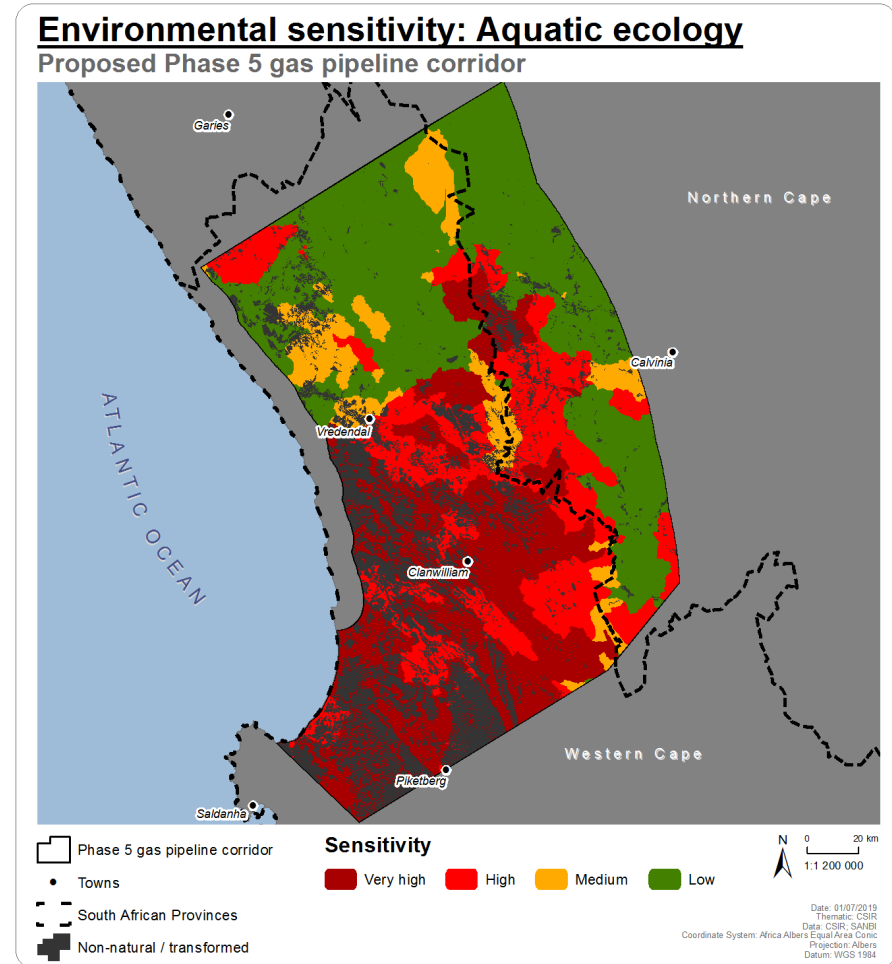 Environmental sensitivity: Aquatic ecology
Proposed Phase 5 gas pipeline corridor
Garies
Northern Cape
Calvinia
ATLANTIC OCEAN
Vredendal
Clanwilliam
Western Cape
Piketberg
Saldanha
Phase 5 gas pipeline corridor
Towns
South African Provinces
Non-natural / transformed
Sensitivity
Very high
High
Medium
Low
N
0 20 km
1:1 200 000
Date: 01/07/2019
Thematic: CSIR
Data: CSIR; SANBI
Coordinate System: Africa Albers Equal Area Conic
Projection: Albers
Datum: WGS 1984